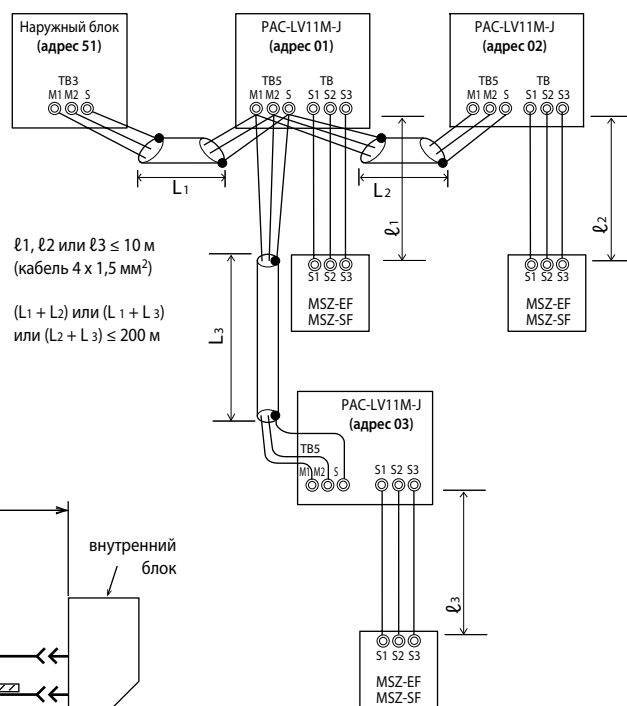 Наружный блок
(адрес 51)
TB3
M1 M2 S
PAC-LV11M-J
(адрес 01)
TB5 TB
M1 M2 S S1 S2 S3
PAC-LV11M-J
(адрес 02)
TB5 TB
M1 M2 S S1 S2 S3
L1
L2
ℓ1
ℓ2
ℓ1, ℓ2 или ℓ3 ≤ 10 м
(кабель 4 x 1,5 мм²)
(L1 + L2) или (L 1 + L 3)
или (L2 + L 3) ≤ 200 м
S1 S2 S3
MSZ-EF
MSZ-SF
S1 S2 S3
MSZ-EF
MSZ-SF
L3
PAC-LV11M-J
(адрес 03)
TB5
M1 M2 S S1 S2 S3
внутренний
блок
ℓ3
S1 S2 S3
MSZ-EF
MSZ-SF